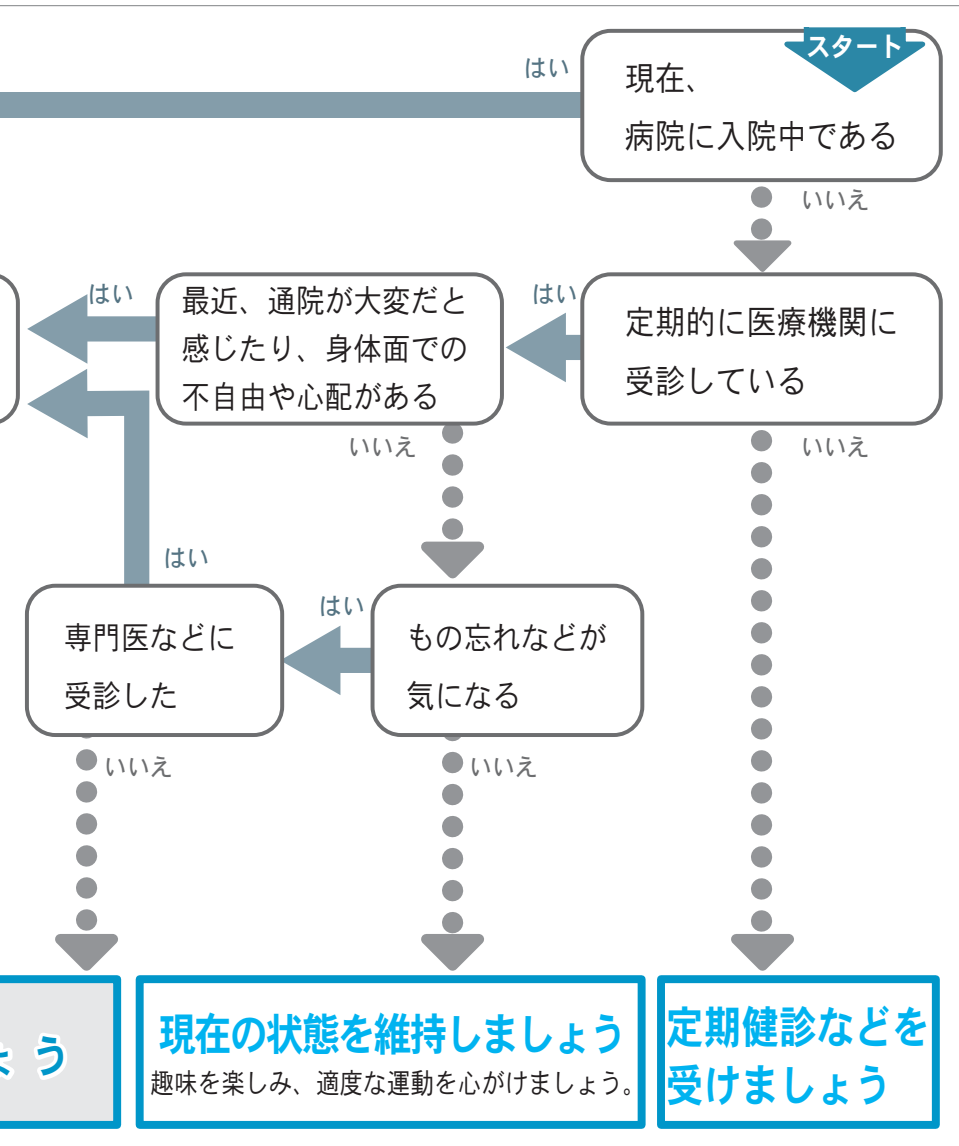 スタート
はい
現在、
病院に入院中である
いいえ
はい
最近、通院が大変だと
感じたり、身体面での
不自由や心配がある
はい
定期的に医療機関に
受診している
いいえ
いいえ
はい
専門医などに
受診した
はい
もの忘れなどが
気になる
いいえ
いいえ
ょう
現在の状態を維持しましょう
趣味を楽しみ、適度な運動を心がけましょう。
定期健診などを
受けましょう